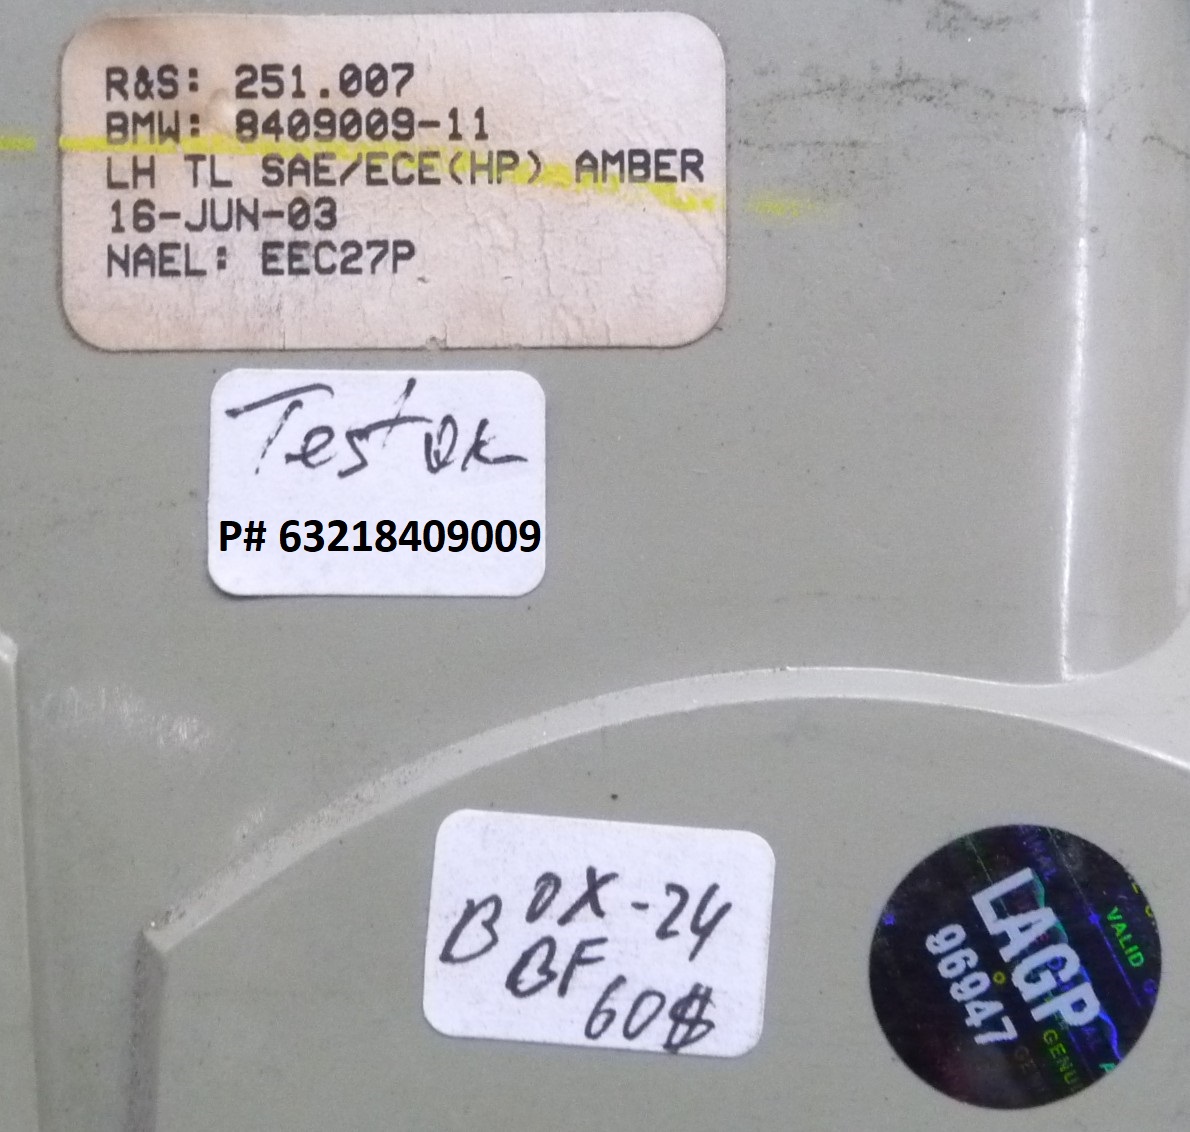 R&S: 251.007
BMW: 8409009-11
LH TL SAE/ECE(HP) AMBER
16-JUN-03
NAEL: EEC27P
Test ok
P# 63218409009
BOX-24
BF
60$
LAGP
96947
VALID
GENU